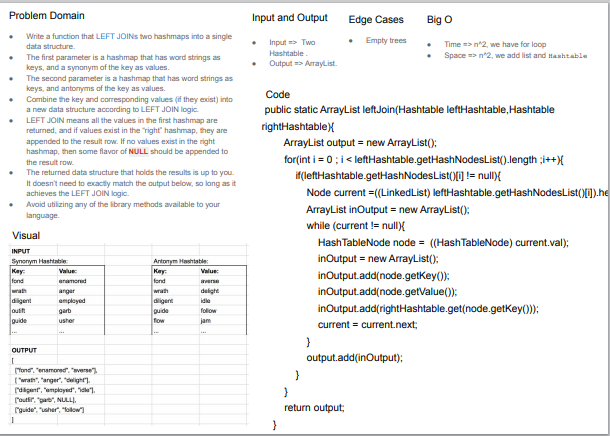 Problem Domain
• Write a function that LEFT JOINs two hashmaps into a single
data structure.
• The first parameter is a hashmap that has word strings as
keys, and a synonym of the key as values.
• The second parameter is a hashmap that has word strings as
keys, and antonyms of the key as values.
• Combine the key and corresponding values (if they exist) into
a new data structure according to LEFT JOIN logic.
• LEFT JOIN means all the values in the first hashmap are
returned, and if values exist in the "right" hashmap, they are
appended to the result row. If no values exist in the right
hashmap, then some flavor of NULL should be appended to
the result row.
• The returned data structure that holds the results is up to you.
It doesn't need to exactly match the output below, so long as it
achieves the LEFT JOIN logic.
• Avoid utilizing any of the library methods available to your
language.
Visual
INPUT
Synonym Hashtable: Antonym Hashtable:
Key: Value: Key: Value:
fond enamored fond averse
wrath anger wrath delight
diligent employed diligent idle
outfit garb guide follow
guide usher flow jam
... ... ... ...
OUTPUT
[
["fond", "enamored", "averse"],
[ "wrath", "anger", "delight"],
["diligent", "employed", "idle"],
["outfit", "garb", NULL],
["guide", "usher", "follow"]
]
Input and Output
• Input => Two
Hashtable .
• Output => ArrayList.
Edge Cases
• Empty trees
Big O
• Time => n^2, we have for loop
• Space => n^2, we add list and Hashtable
Code
public static ArrayList leftJoin(Hashtable leftHashtable,Hashtable
rightHashtable){
ArrayList output = new ArrayList();
for(int i = 0 ; i < leftHashtable.getHashNodesList().length ;i++){
if(leftHashtable.getHashNodesList()[i] != null){
Node current =((LinkedList) leftHashtable.getHashNodesList()[i]).he
ArrayList inOutput = new ArrayList();
while (current != null){
HashTableNode node = ((HashTableNode) current.val);
inOutput = new ArrayList();
inOutput.add(node.getKey());
inOutput.add(node.getValue());
inOutput.add(rightHashtable.get(node.getKey()));
current = current.next;
}
output.add(inOutput);
}
}
return output;
}